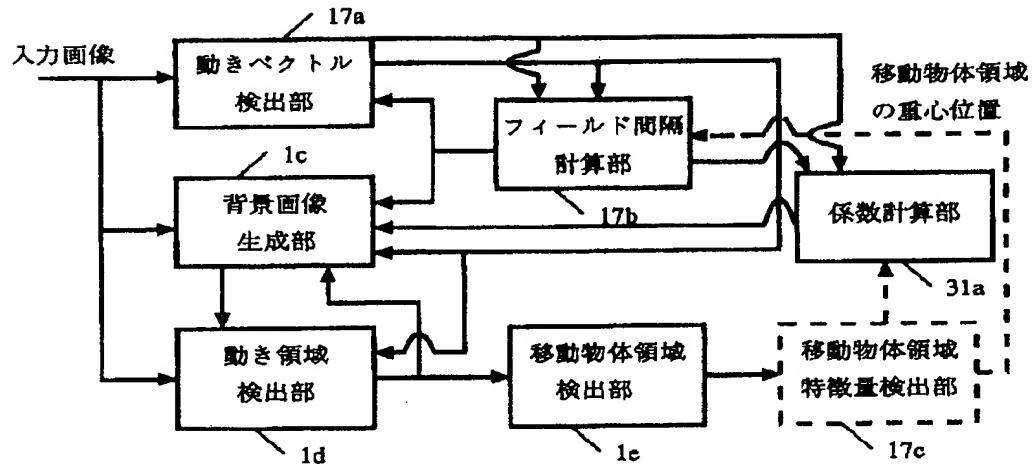 17a
入力画像
動きベクトル
検出部
移動物体領域
の重心位置
フィールド間隔
計算部
17b
1c
背景画像
生成部
係数計算部
31a
動き領域
検出部
1d
移動物体領域
検出部
1e
移動物体領域
特徴量検出部
17c